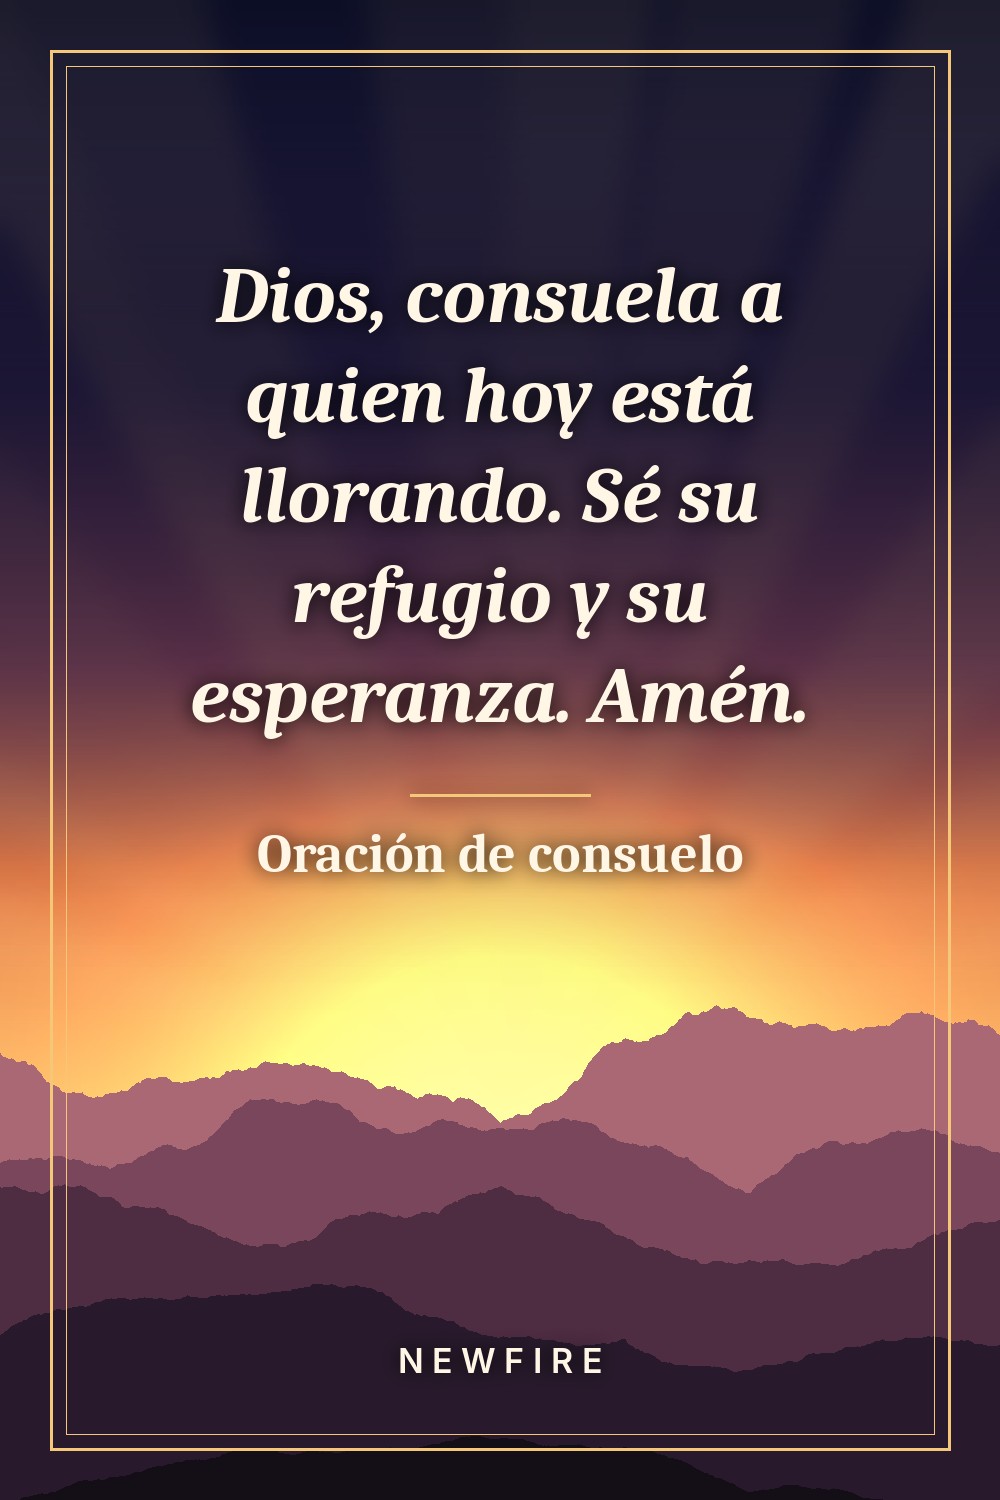 Dios, consuela a
quien hoy está
llorando. Sé su
refugio y su
esperanza. Amén.
Oración de consuelo
NEWFIRE